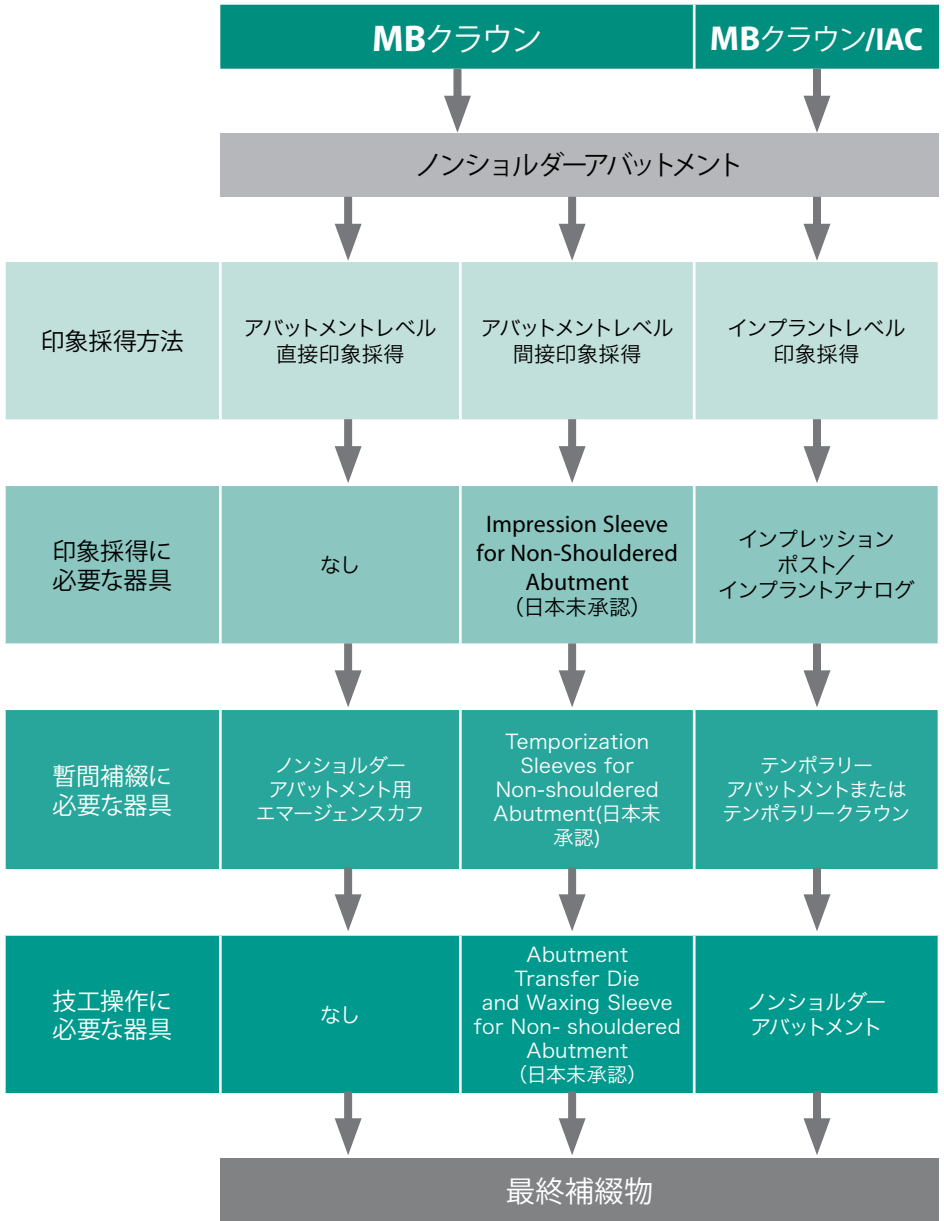 MBクラウン
MBクラウン/IAC
ノンショルダーアバットメント
印象採得方法
アバットメントレベル
直接印象採得
アバットメントレベル
間接印象採得
インプラントレベル
印象採得
印象採得に
必要な器具
なし
Impression Sleeve
for Non-Shouldered
Abutment
（日本未承認）
インプレッション
ポスト／
インプラントアナログ
暫間補綴に
必要な器具
ノンショルダー
アバットメント用
エマージェンスカフ
Temporization
Sleeves for
Non-shouldered
Abutment(日本未
承認)
テンポラリー
アバットメントまたは
テンポラリークラウン
技工操作に
必要な器具
なし
Abutment
Transfer Die
and Waxing Sleeve
for Non- shouldered
Abutment
（日本未承認）
ノンショルダー
アバットメント
最終補綴物